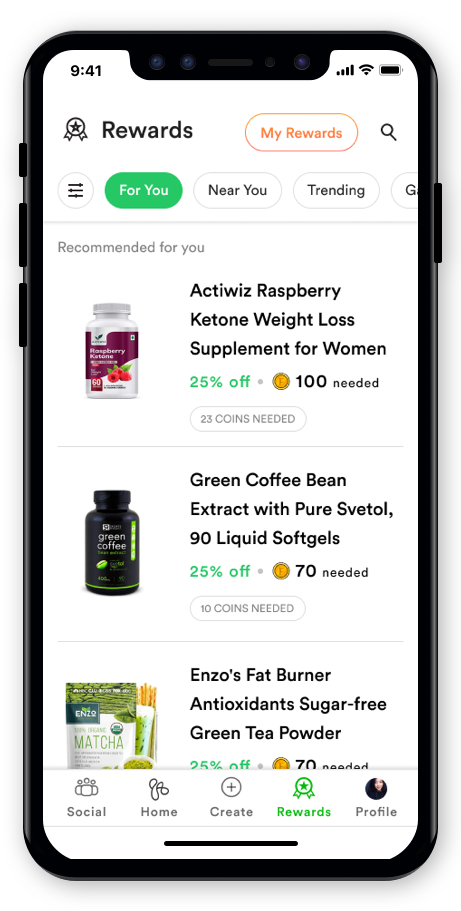 9:41
Rewards
My Rewards
For You
Near You
Trending
Ga
Recommended for you
Actiwiz Raspberry
Ketone Weight Loss
Supplement for Women
25% off • 100 needed
23 COINS NEEDED
Raspberry
Ketone
60
Green Coffee Bean
Extract with Pure Svetol,
90 Liquid Softgels
25% off • 70 needed
10 COINS NEEDED
green
coffee
bean extract
Enzo's Fat Burner
Antioxidants Sugar-free
Green Tea Powder
25% off • 70 needed
ENZO
100% ORGANIC
MATCHA
Social
Home
Create
Rewards
Profile